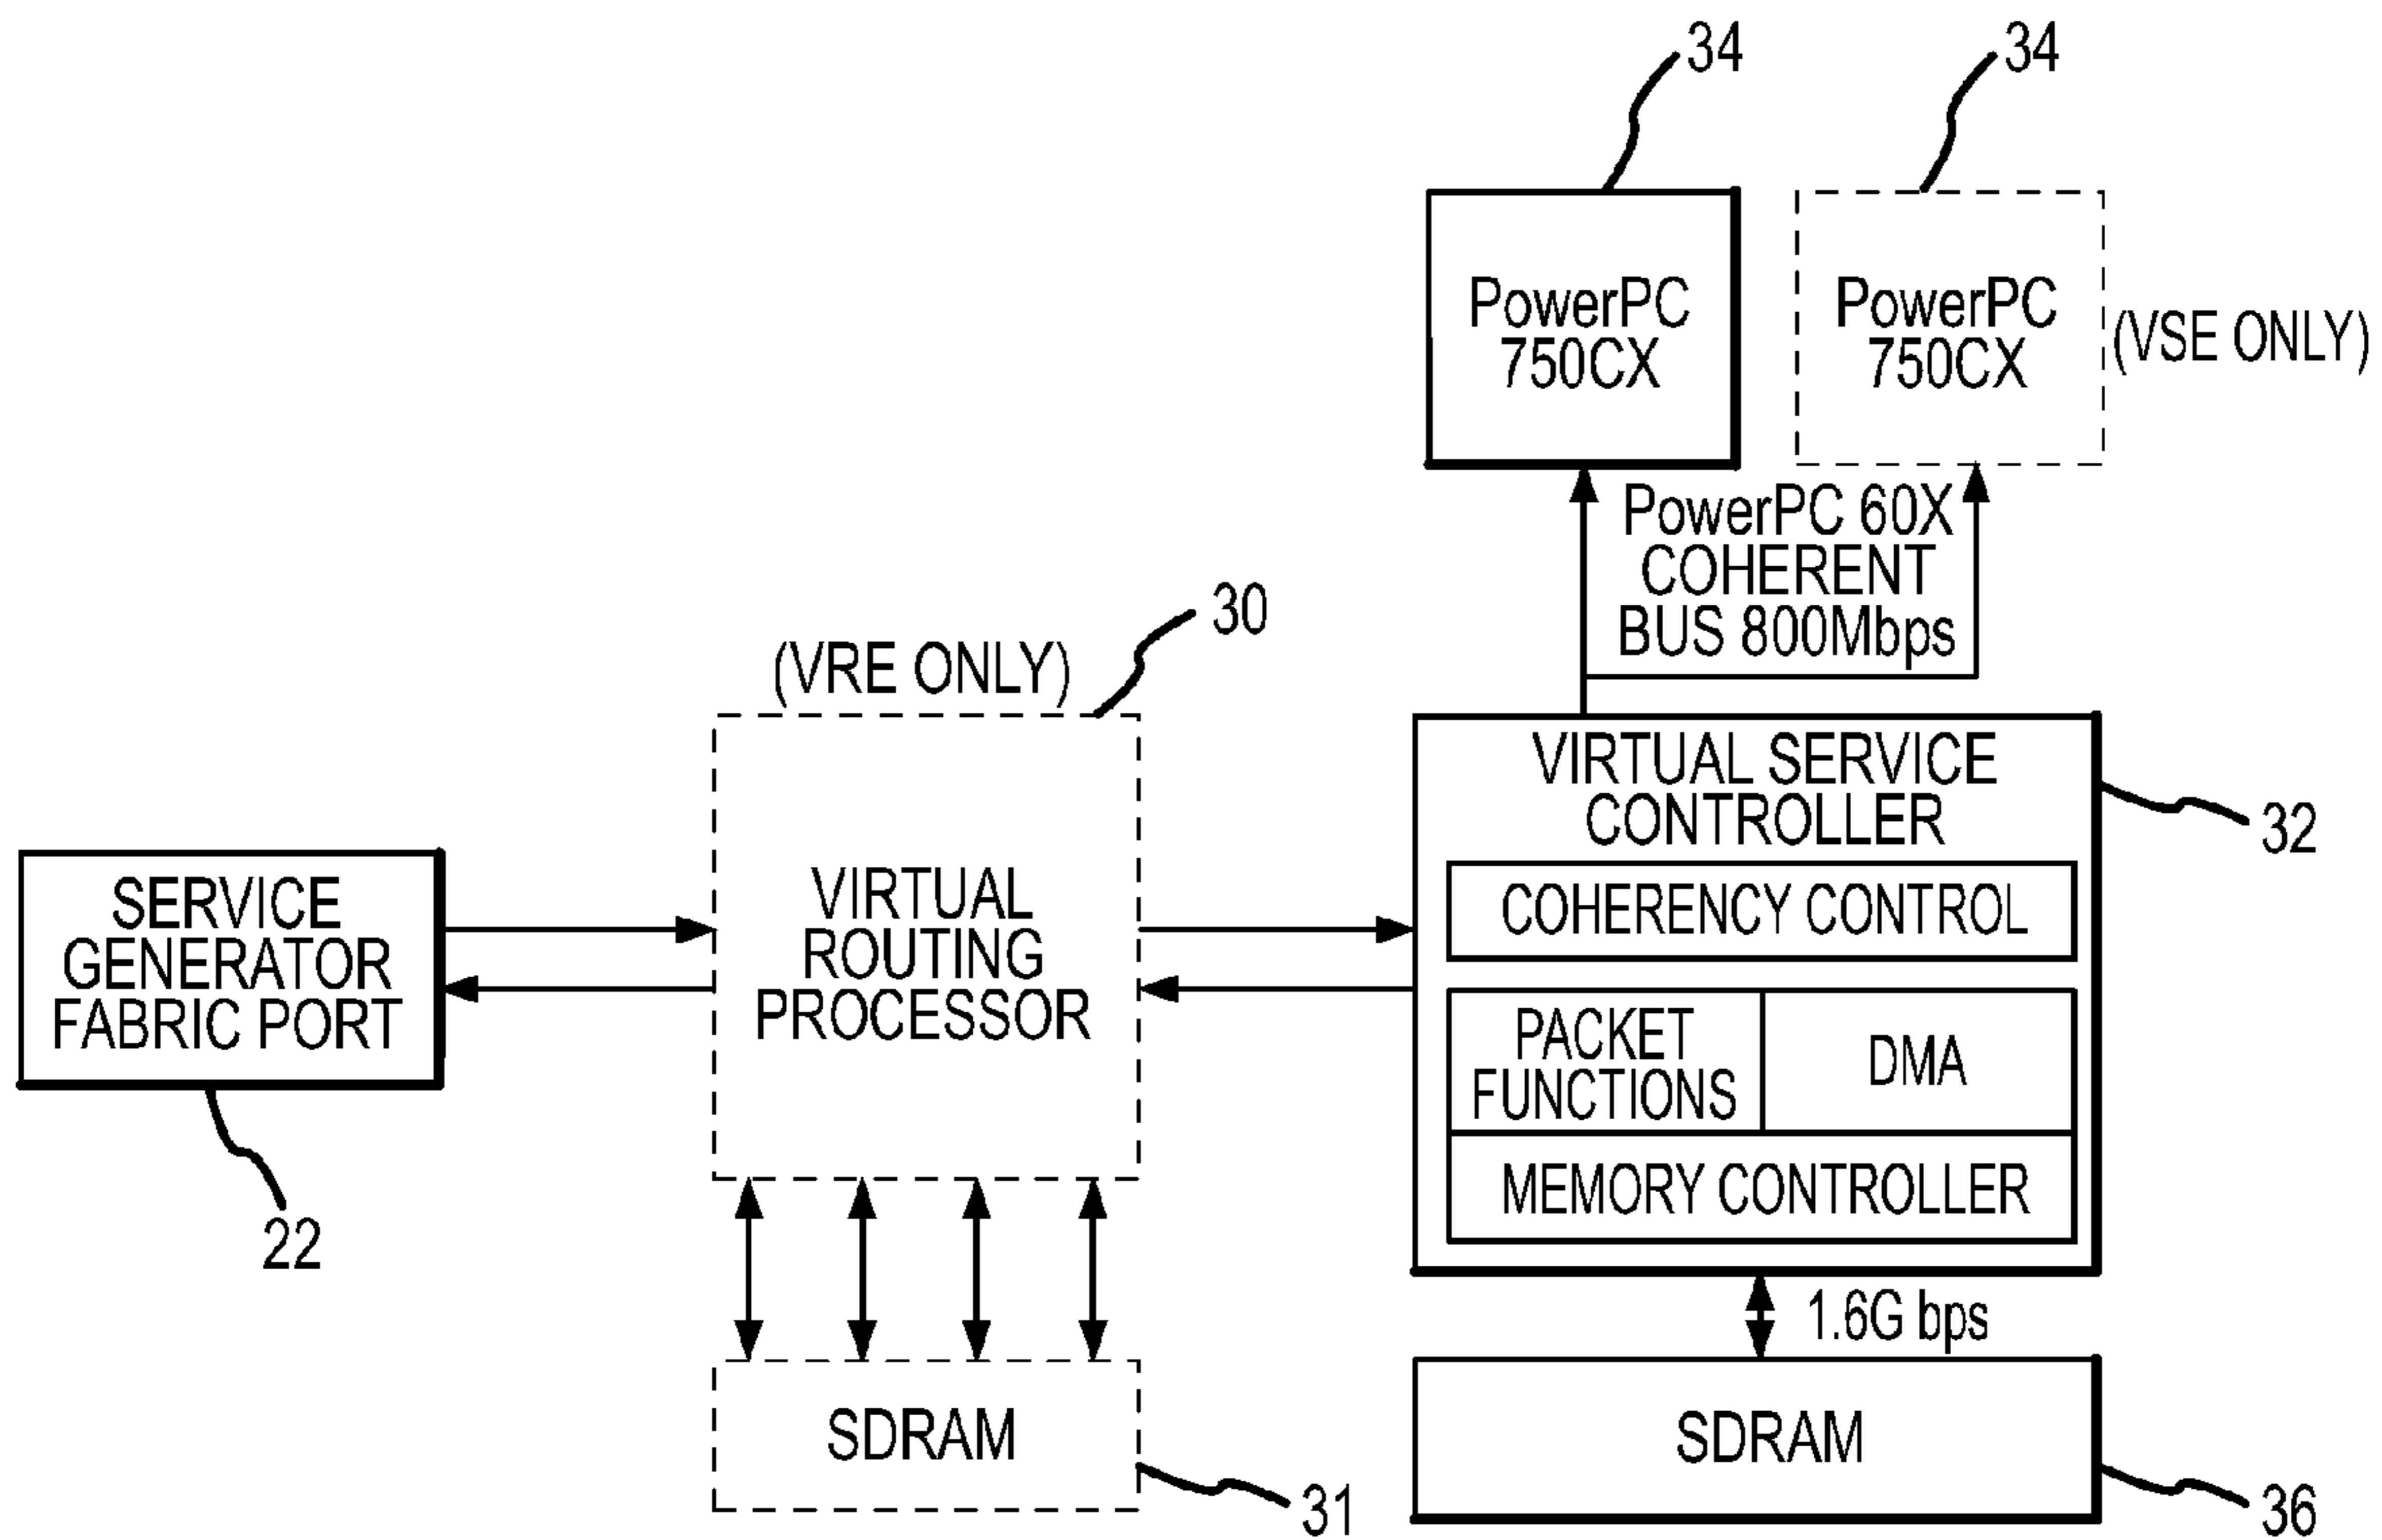 34
34
PowerPC
750CX
PowerPC
750CX
(VSE ONLY)
PowerPC 60X
COHERENT
BUS 800Mbps
30
(VRE ONLY)
VIRTUAL
ROUTING
PROCESSOR
VIRTUAL SERVICE
CONTROLLER
32
COHERENCY CONTROL
PACKET
FUNCTIONS
DMA
MEMORY CONTROLLER
SERVICE
GENERATOR
FABRIC PORT
22
1.6G bps
SDRAM
31
SDRAM
36